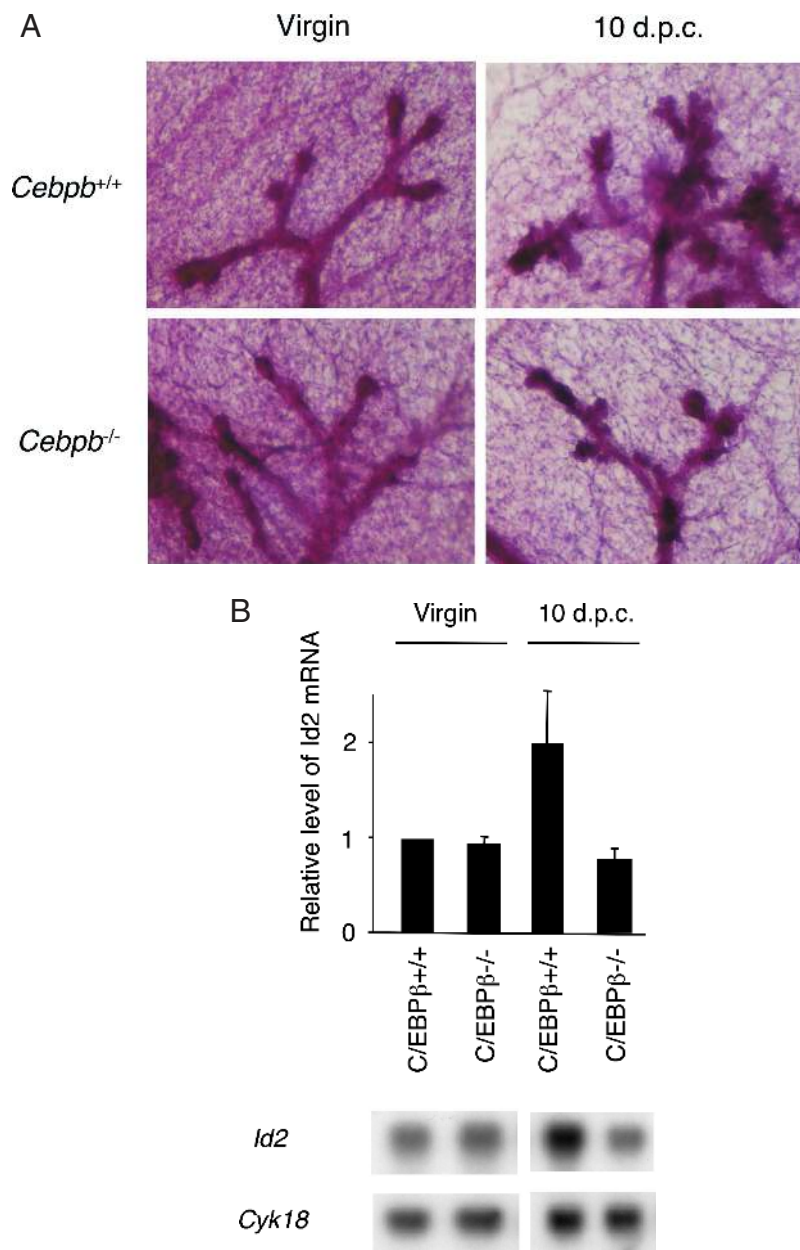 A
Virgin
10 d.p.c.
Cebpb+/+
Cebpb-/-
B
Virgin
10 d.p.c.
Relative level of Id2 mRNA
2
1
0
C/EBPβ+/+
C/EBPβ-/-
C/EBPβ+/+
C/EBPβ-/-
Id2
Cyk18